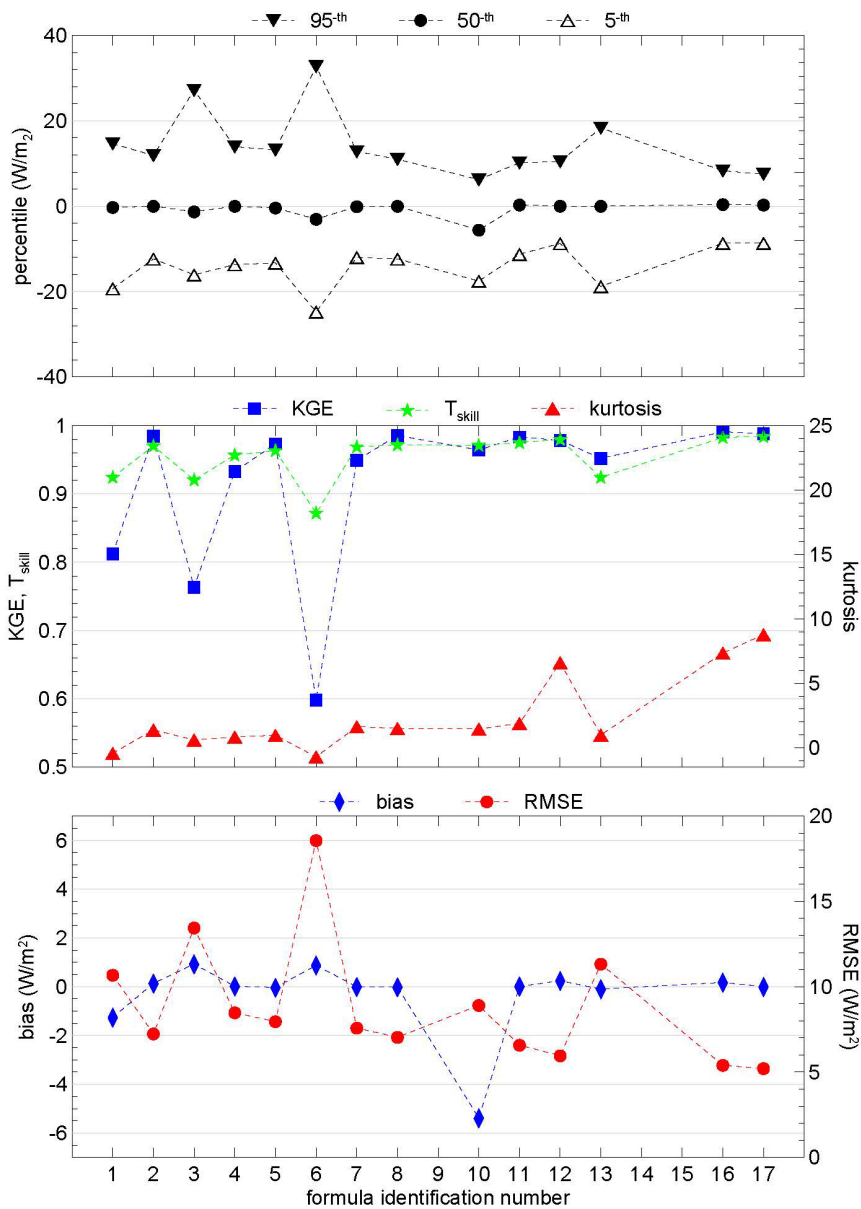 95-th 50-th 5-th
40
20
0
-20
-40
percentile (W/m2)
KGE Tskill kurtosis
1
0.9
0.8
0.7
0.6
0.5
KGE, Tskill
25
20
15
10
5
0
kurtosis
bias RMSE
6
4
2
0
-2
-4
-6
bias (W/m²)
20
15
10
5
0
RMSE (W/m²)
1 2 3 4 5 6 7 8 10 11 12 13 14 15 16 17
formula identification number